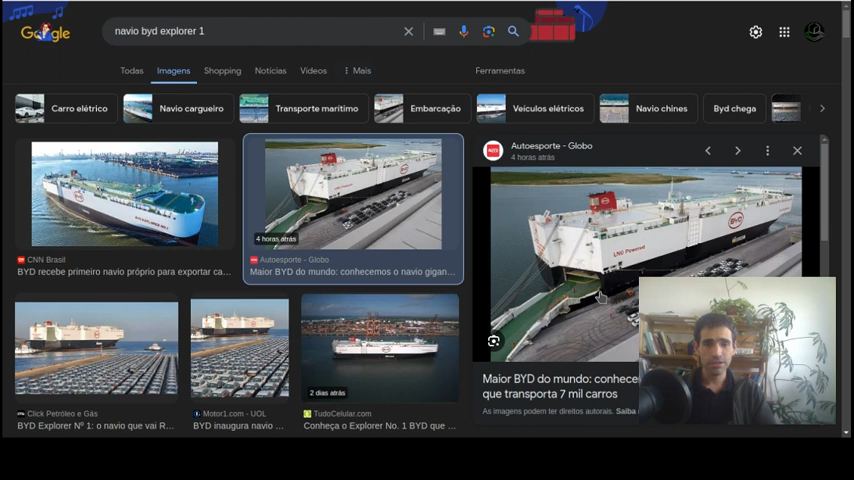 Google
navio byd explorer 1
Todas
Imagens
Shopping
Notícias
Vídeos
Mais
Ferramentas
Carro elétrico
Navio cargueiro
Transporte marítimo
Embarcação
Veículos elétricos
Navio chines
Byd chega
4 horas atrás
CNN Brasil
BYD recebe primeiro navio próprio para exportar ca...
Autoesporte - Globo
Maior BYD do mundo: conhecemos o navio gigan...
2 dias atrás
Click Petróleo e Gás
BYD Explorer Nº 1: o navio que vai R...
Motor1.com - UOL
BYD inaugura navio ...
TudoCelular.com
Conheça o Explorer No. 1 BYD que ...
Autoesporte - Globo
4 horas atrás
BYD
LNG Powered
Maior BYD do mundo: conhece
que transporta 7 mil carros
As imagens podem ter direitos autorais. Saiba